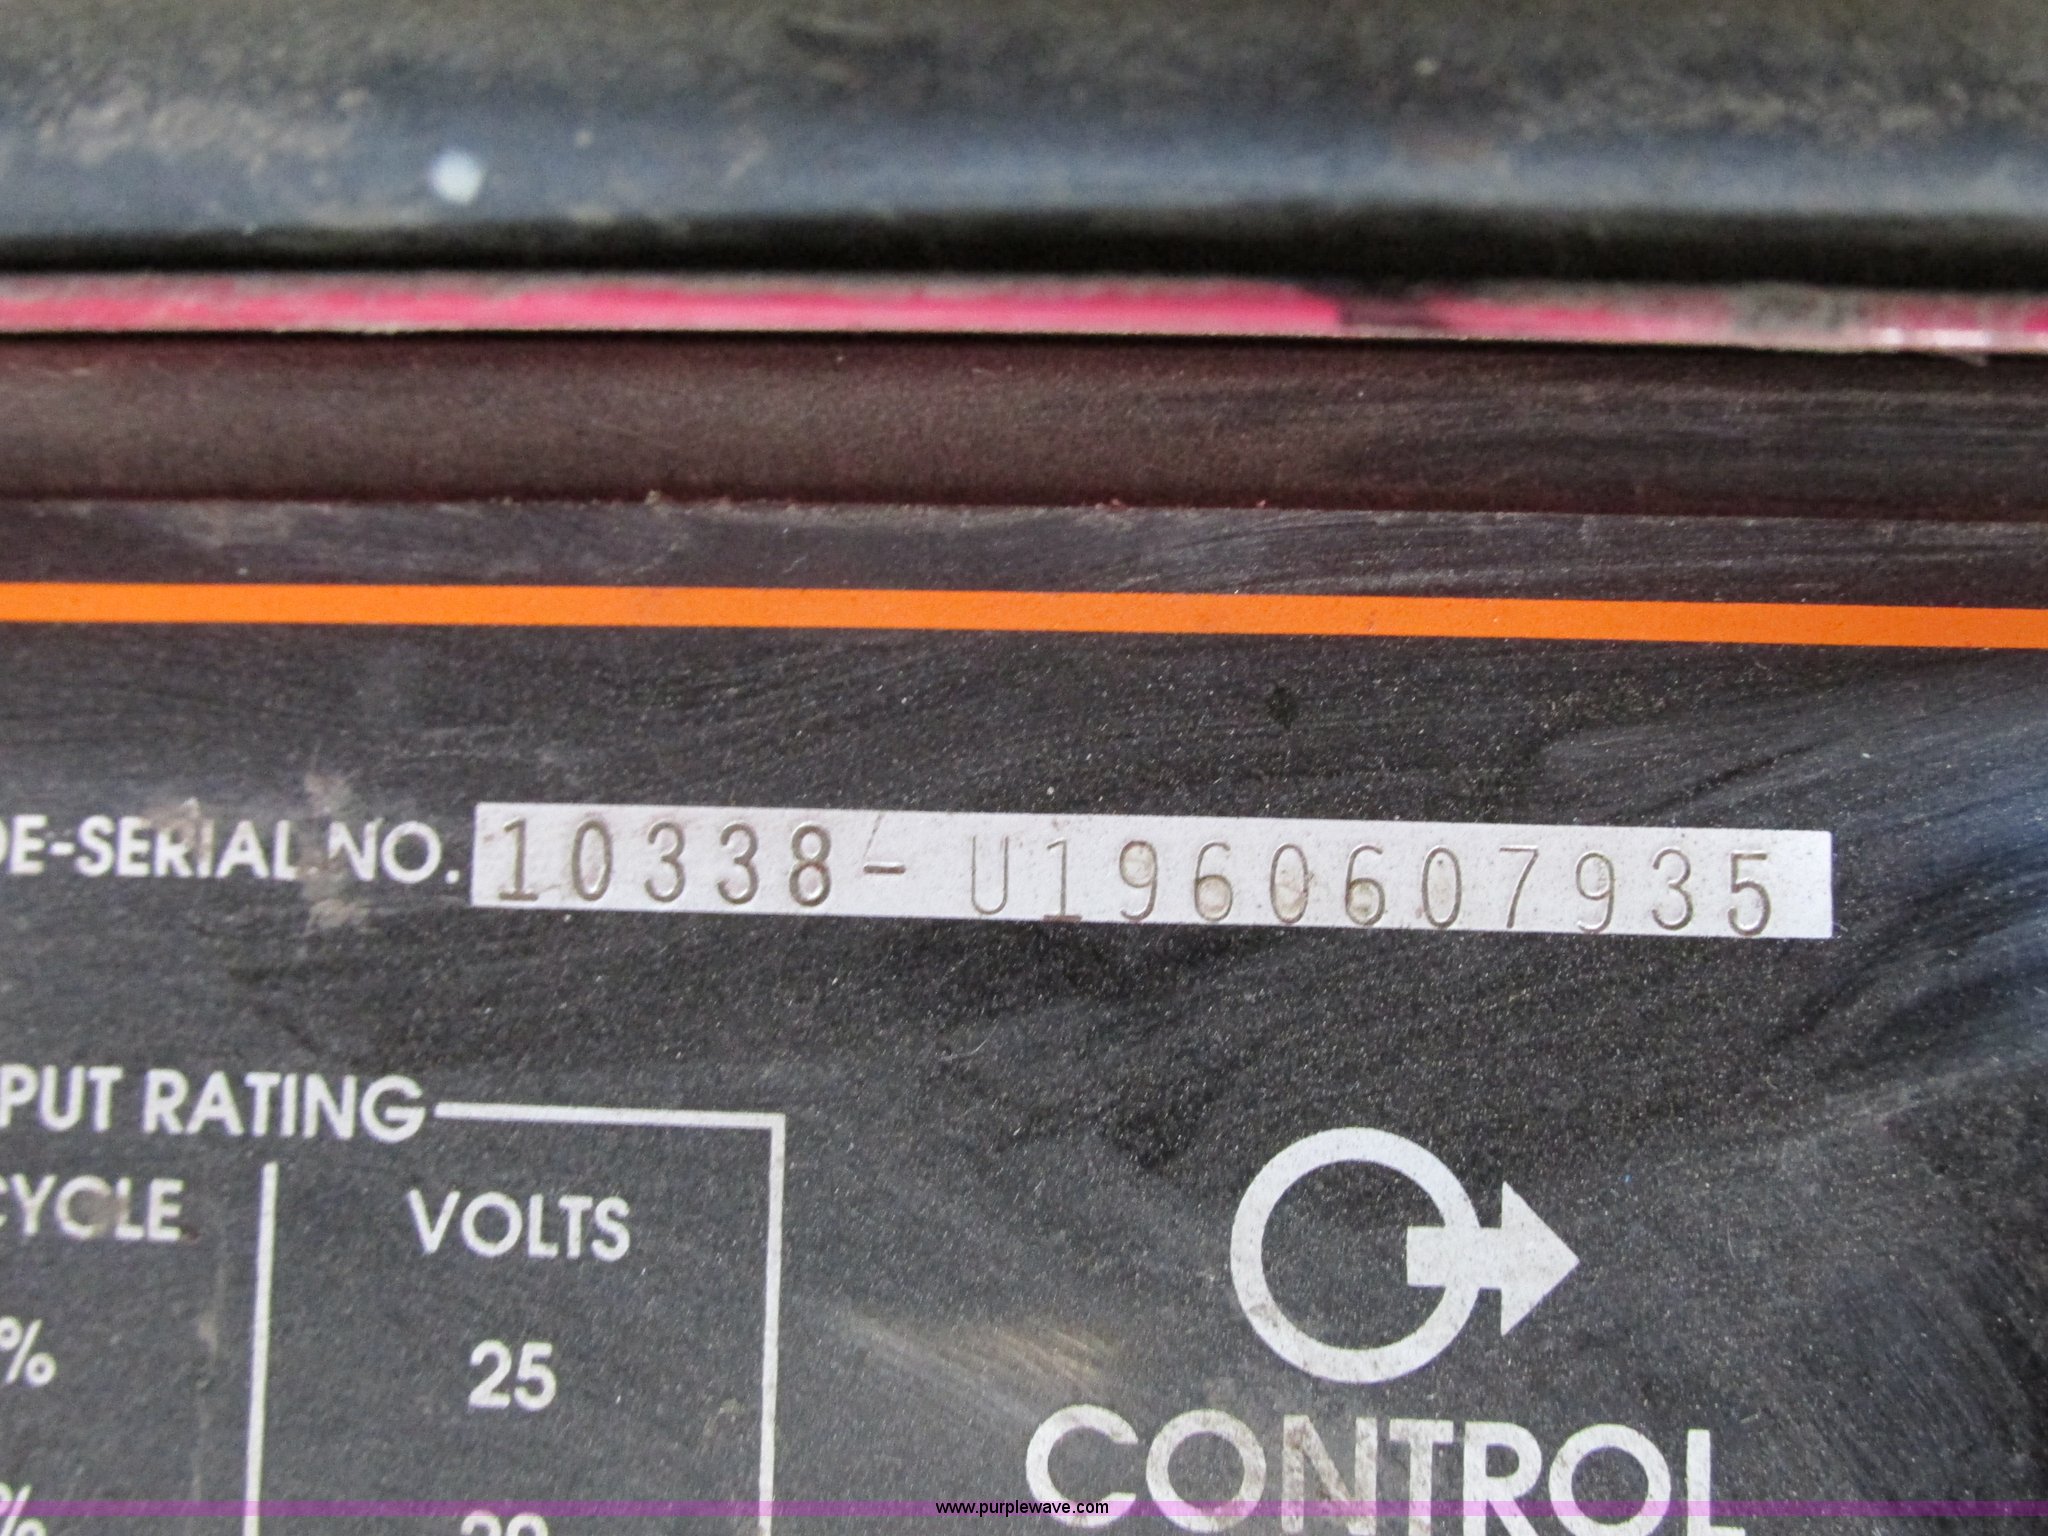 DE-SERIAL NO. 10338- U1960607935
PUT RATING
CYCLE
VOLTS
%
25
%
CONTROL
www.purplewave.com